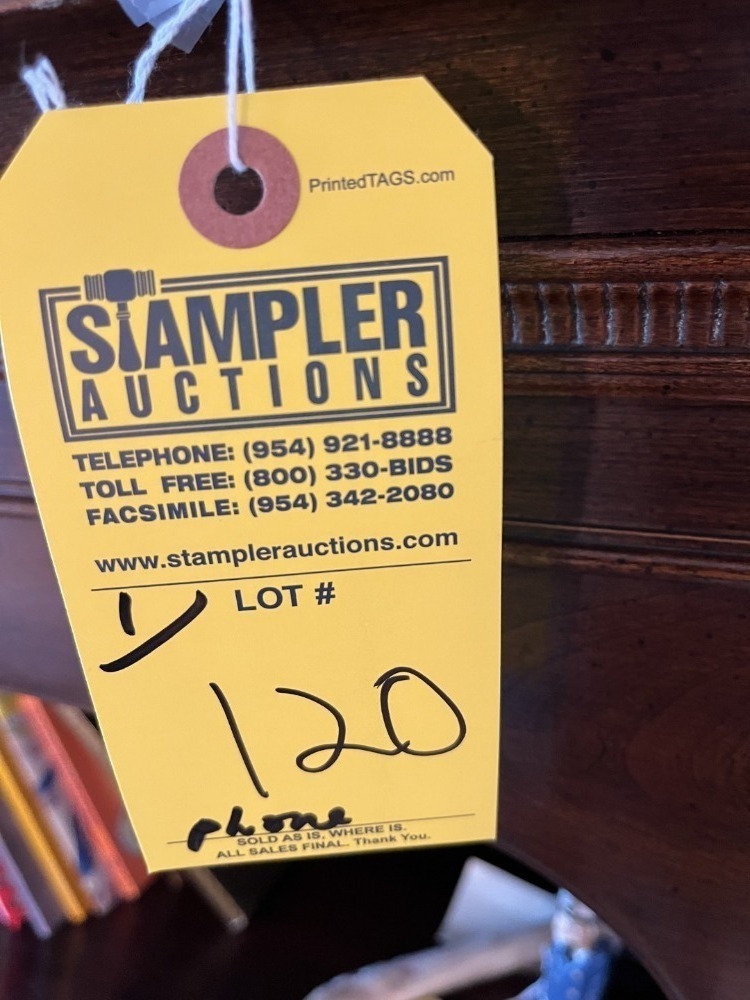 PrintedTAGS.com
STAMPLER
AUCTIONS
TELEPHONE: (954) 921-8888
TOLL FREE: (800) 330-BIDS
FACSIMILE: (954) 342-2080
www.stamplerauctions.com
1/ LOT #
120
phone
SOLD AS IS, WHERE IS.
ALL SALES FINAL. Thank You.